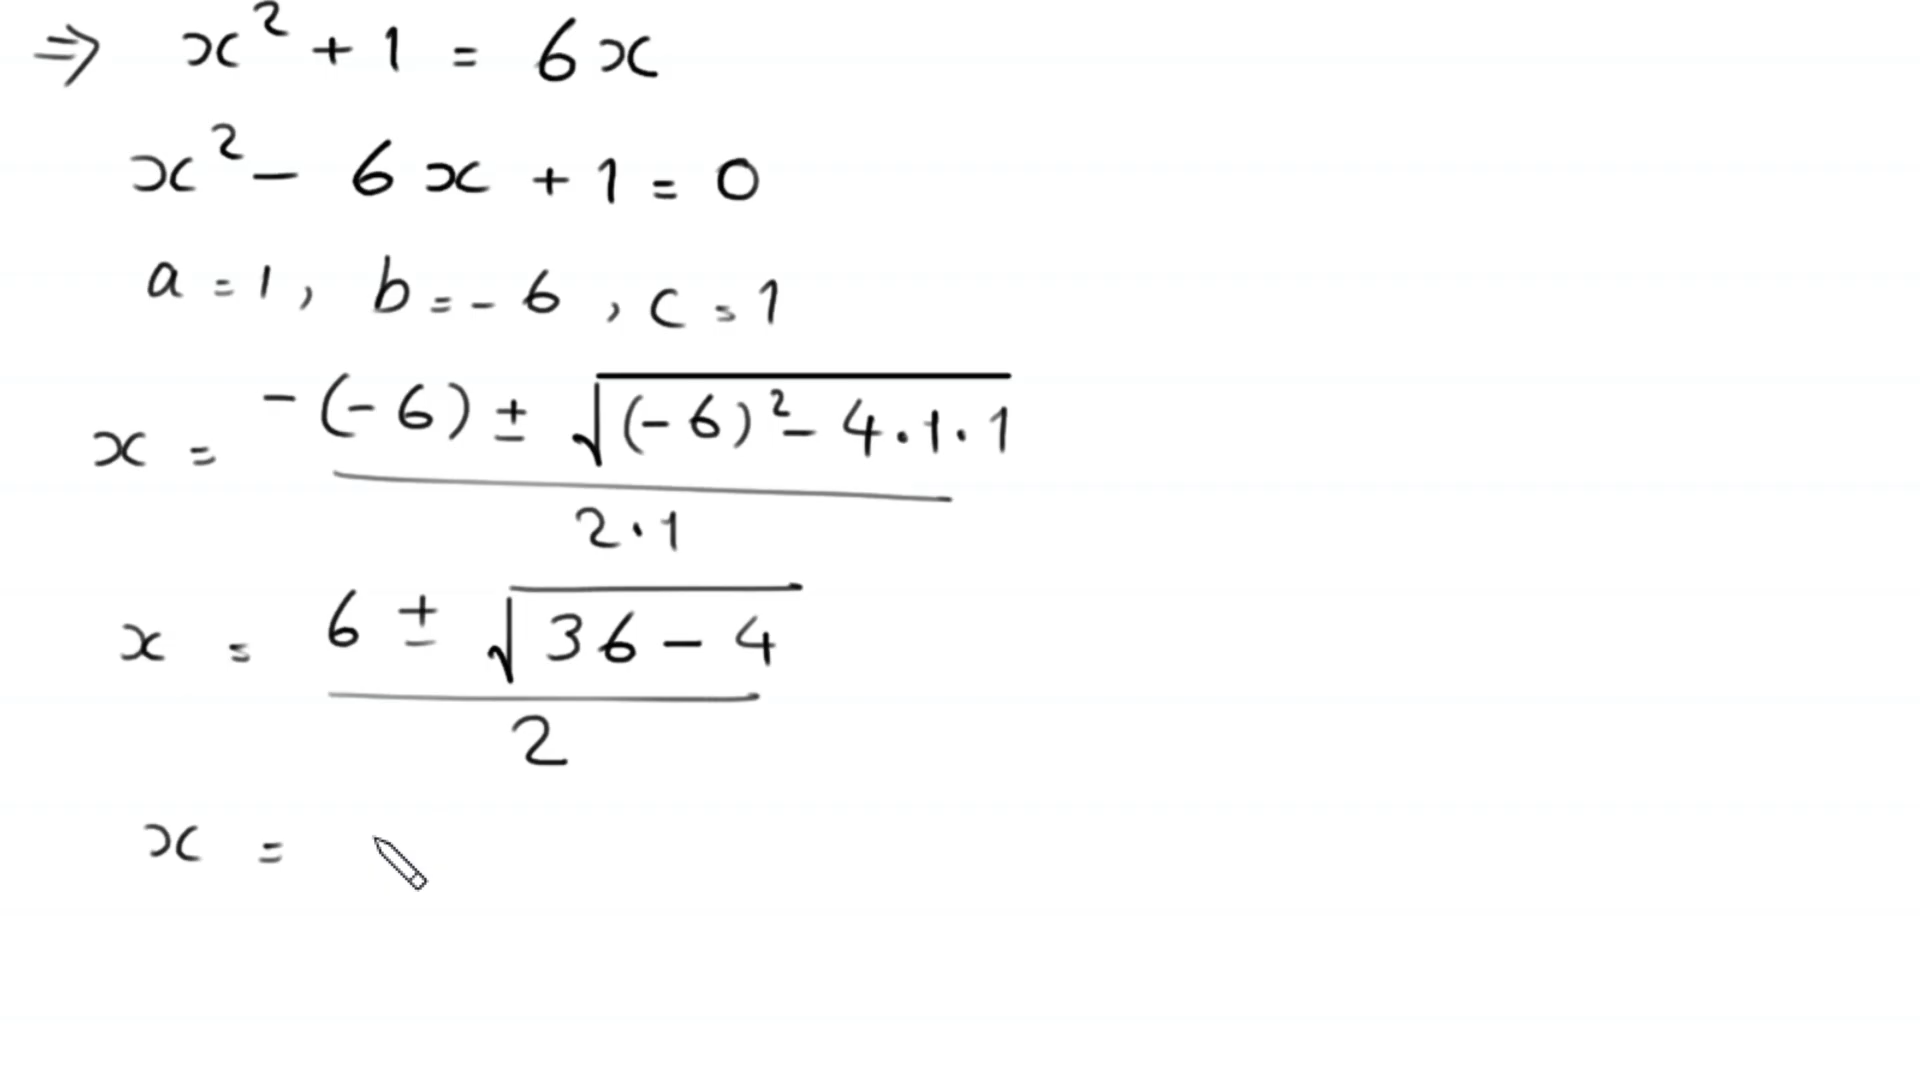 ⇒ x² + 1 = 6x
x² - 6x + 1 = 0
a = 1, b = -6, c = 1
x = (-(-6) ± √((-6)² - 4·1·1)) / (2·1)
x = (6 ± √(36 - 4)) / 2
x =